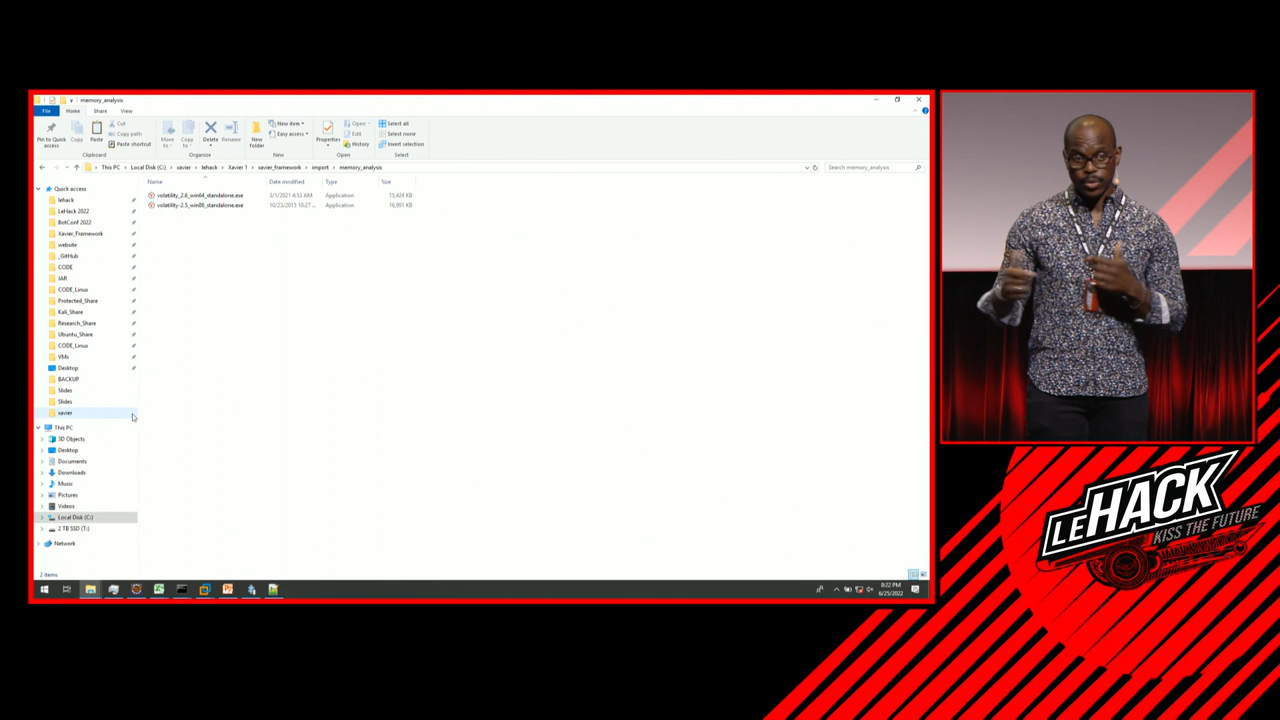 memory_analysis
File Home Share View
Pin to Quick access
Copy
Paste
Cut
Copy path
Paste shortcut
Clipboard
Move to
Copy to
Delete
Rename
Organise
New Folder
New item
Easy access
New
Properties
Open
Edit
History
Open
Select all
Select none
Invert selection
Select
This PC > Local Disk (C:) > xavier > lehack > Xavier 1 > xavier_framework > import > memory_analysis
Search memory_analysis
Name Date modified Type Size
volatility_2.6_win64_standalone.exe 3/1/2021 4:53 AM Application 15,424 KB
volatility-2.5_win86_standalone.exe 10/23/2015 10:27 ... Application 16,991 KB
Quick access
lehack
LeHack 2022
BotConf 2022
Xavier_Framework
website
_GitHub
CODE
JAR
CODE_Linux
Protected_Share
Kali_Share
Research_Share
Ubuntu_Share
CODE_Linux
VMs
Desktop
BACKUP
Slides
Slides
xavier
This PC
3D Objects
Desktop
Documents
Downloads
Music
Pictures
Videos
Local Disk (C:)
2 TB SSD (T:)
Network
2 items
8:22 PM
6/25/2022
LEHACK
KISS THE FUTURE